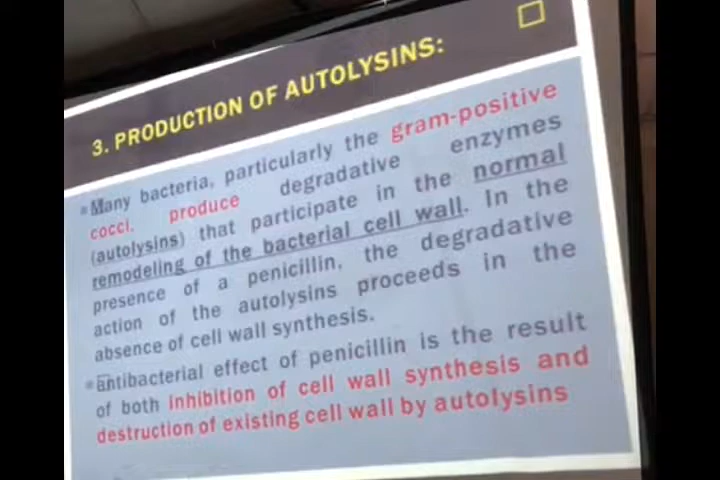 3. PRODUCTION OF AUTOLYSINS:
Many bacteria, particularly the gram-positive
cocci, produce degradative enzymes
(autolysins) that participate in the normal
remodeling of the bacterial cell wall. In the
presence of a penicillin, the degradative
action of the autolysins proceeds in the
absence of cell wall synthesis.
antibacterial effect of penicillin is the result
of both inhibition of cell wall synthesis and
destruction of existing cell wall by autolysins